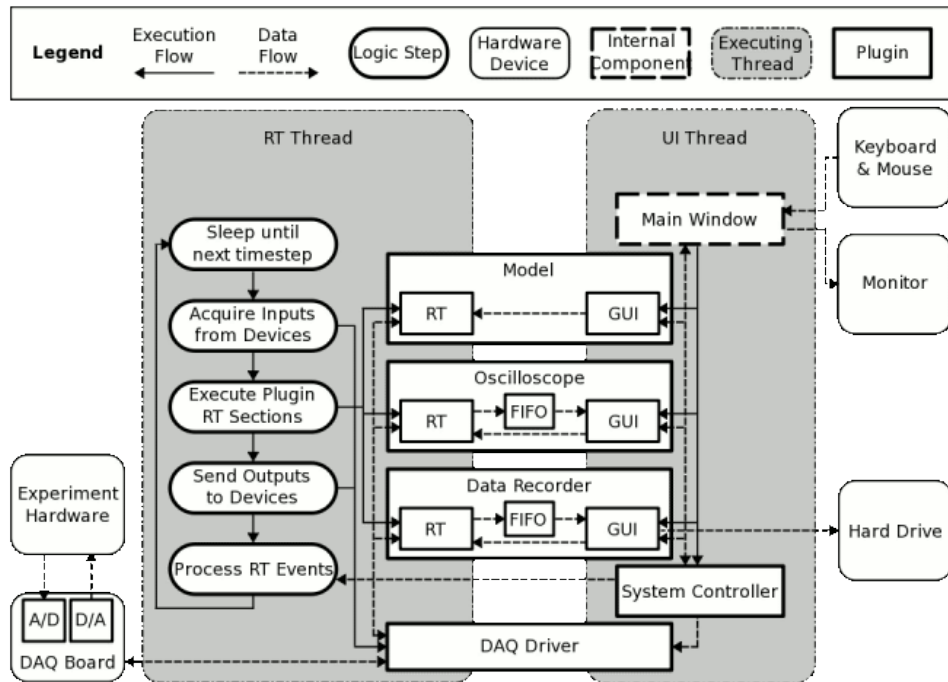 Legend
Execution
Flow
Data
Flow
Logic Step
Hardware
Device
Internal
Component
Executing
Thread
Plugin
RT Thread
UI Thread
Keyboard
& Mouse
Main Window
Monitor
Sleep until
next timestep
Acquire Inputs
from Devices
Execute Plugin
RT Sections
Send Outputs
to Devices
Process RT Events
Model
RT
GUI
Oscilloscope
RT
FIFO
GUI
Data Recorder
RT
FIFO
GUI
Experiment
Hardware
A/D
D/A
DAQ Board
Hard Drive
System Controller
DAQ Driver